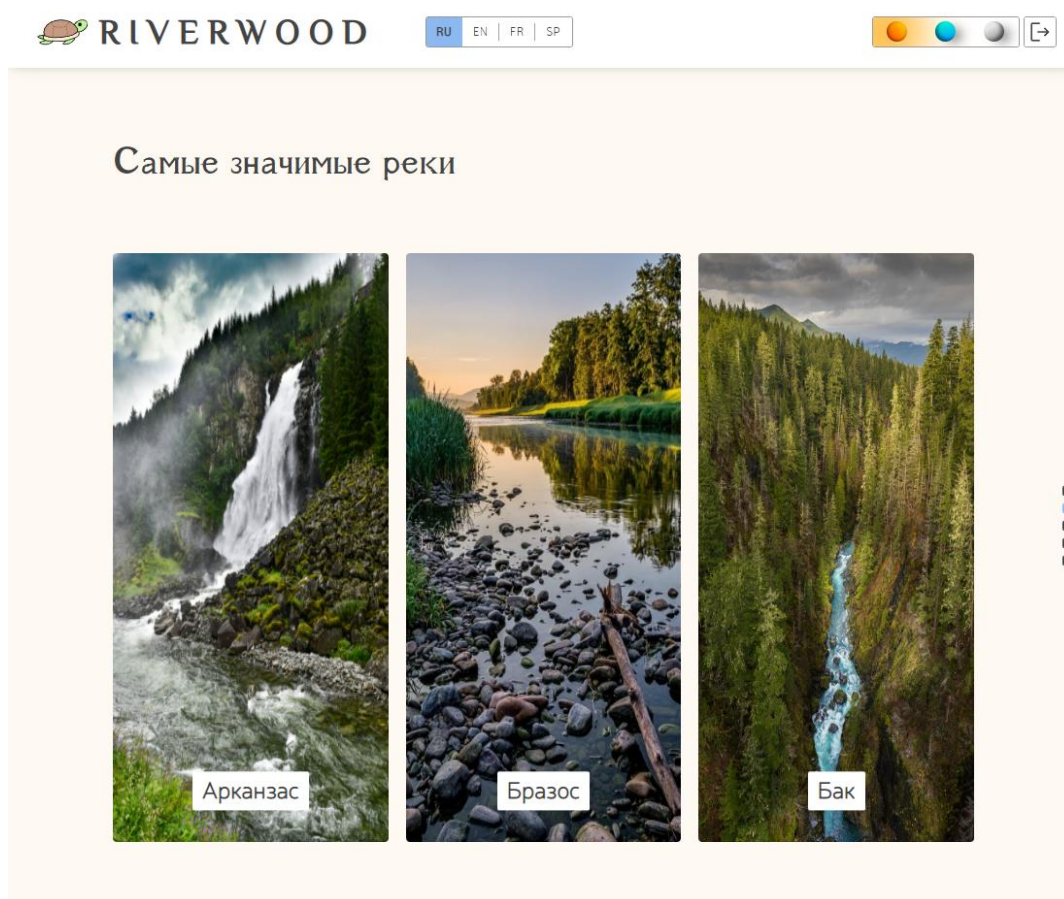 RIVERWOOD
RU EN FR SP
Самые значимые реки
Арканзас
Бразос
Бак